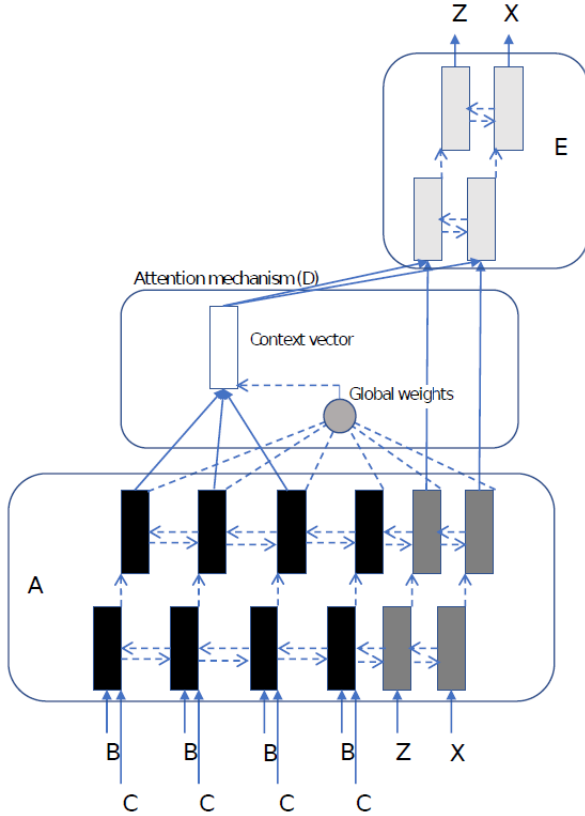 Z X
E
Attention mechanism (D)
Context vector
Global weights
A
B B B B Z X
C C C C